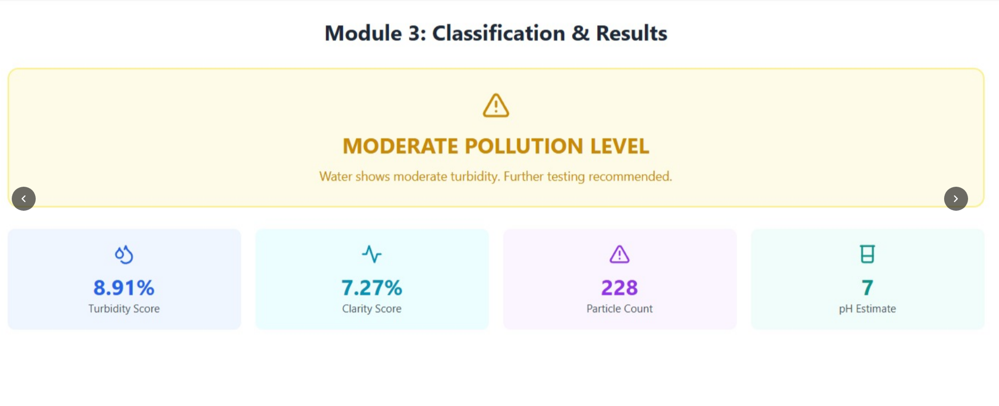 Module 3: Classification & Results
MODERATE POLLUTION LEVEL
Water shows moderate turbidity. Further testing recommended.
8.91%
Turbidity Score
7.27%
Clarity Score
228
Particle Count
7
pH Estimate